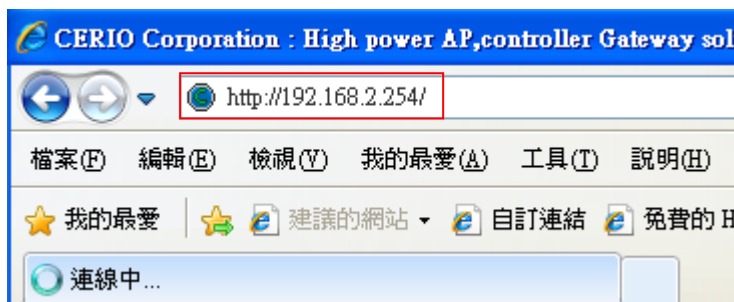 CERIO Corporation : High power AP,controller Gateway sol
http://192.168.2.254/
檔案(F) 編輯(E) 檢視(V) 我的最愛(A) 工具(T) 說明(H)
我的最愛 建議的網站 自訂連結 免費的 H
連線中...